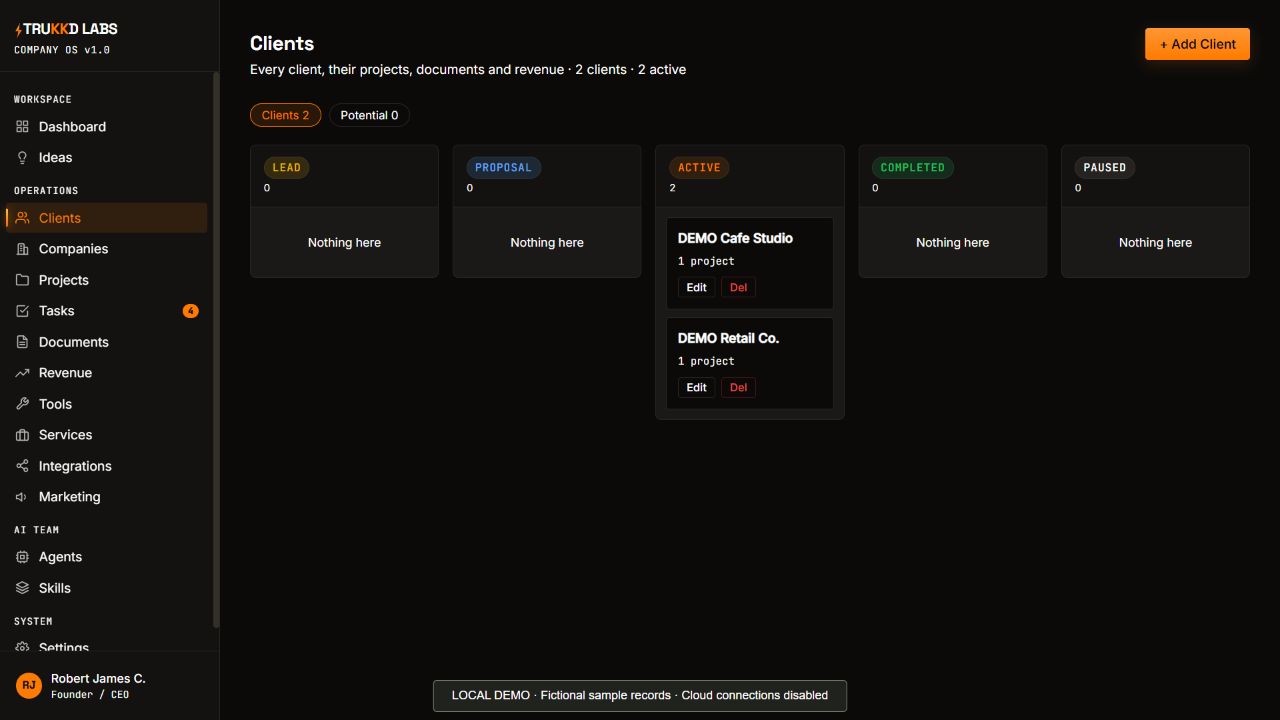 TRUKKD LABS
COMPANY OS v1.0
WORKSPACE
Dashboard
Ideas
OPERATIONS
Clients
Companies
Projects
Tasks 4
Documents
Revenue
Tools
Services
Integrations
Marketing
AI TEAM
Agents
Skills
SYSTEM
Settings
RJ
Robert James C.
Founder / CEO
Clients
+ Add Client
Every client, their projects, documents and revenue · 2 clients · 2 active
Clients 2 Potential 0
LEAD
0
Nothing here
PROPOSAL
0
Nothing here
ACTIVE
2
DEMO Cafe Studio
1 project
Edit Del
DEMO Retail Co.
1 project
Edit Del
COMPLETED
0
Nothing here
PAUSED
0
Nothing here
LOCAL DEMO · Fictional sample records · Cloud connections disabled